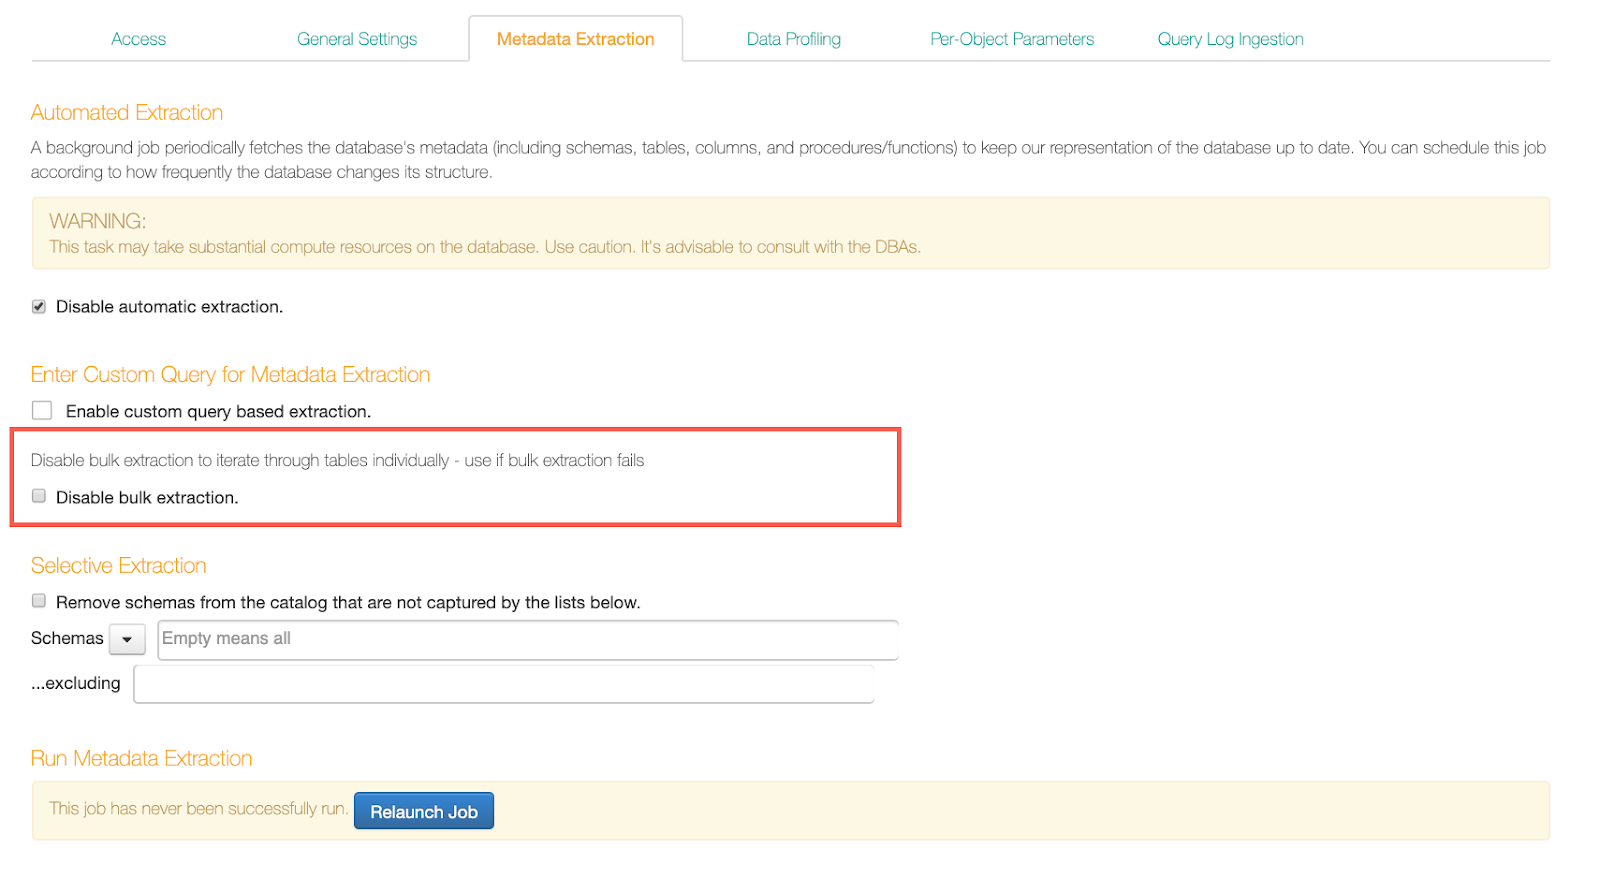 Access
General Settings
Metadata Extraction
Data Profiling
Per-Object Parameters
Query Log Ingestion
Automated Extraction
A background job periodically fetches the database's metadata (including schemas, tables, columns, and procedures/functions) to keep our representation of the database up to date. You can schedule this job
according to how frequently the database changes its structure.
WARNING:
This task may take substantial compute resources on the database. Use caution. It's advisable to consult with the DBAs.
Disable automatic extraction.
Enter Custom Query for Metadata Extraction
Enable custom query based extraction.
Disable bulk extraction to iterate through tables individually - use if bulk extraction fails
Disable bulk extraction.
Selective Extraction
Remove schemas from the catalog that are not captured by the lists below.
Schemas
Empty means all
...excluding
Run Metadata Extraction
This job has never been successfully run.
Relaunch Job